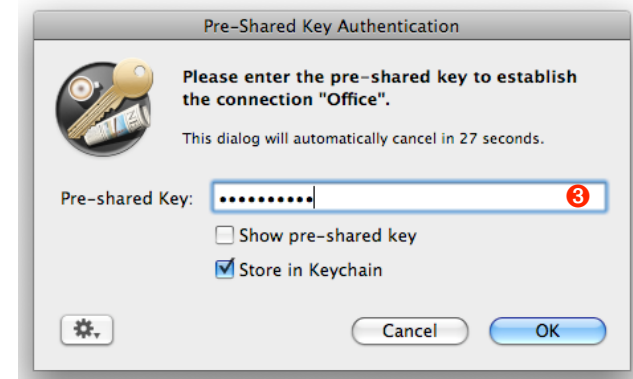 Pre-Shared Key Authentication
Please enter the pre-shared key to establish
the connection "Office".
This dialog will automatically cancel in 27 seconds.
Pre-shared Key: •••••••••• 3
Show pre-shared key
Store in Keychain
Cancel OK